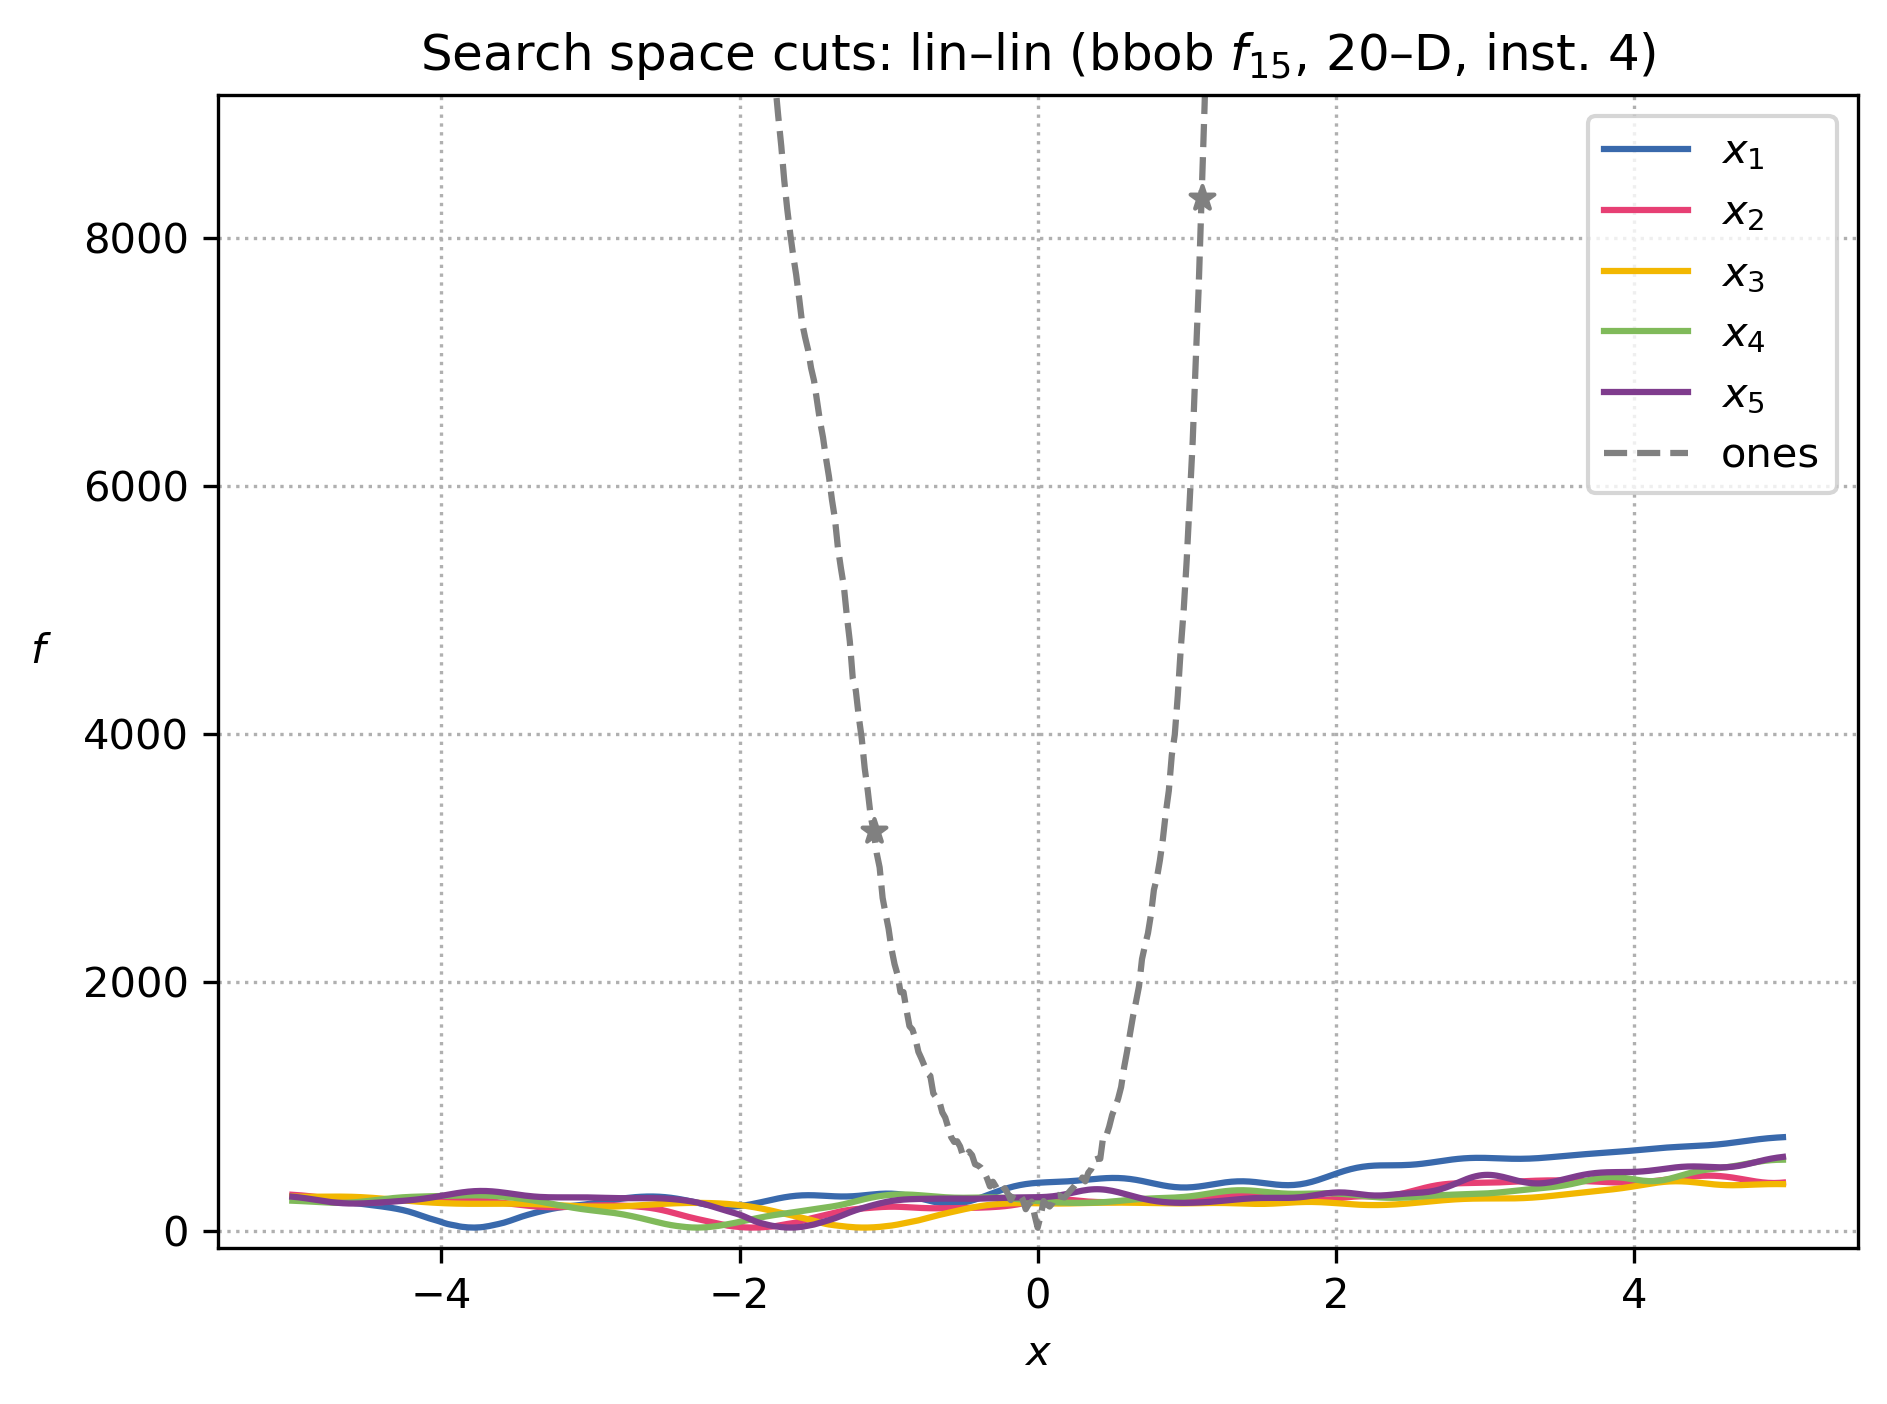 Search space cuts: lin–lin (bbob f₁₅, 20–D, inst. 4)
x₁
x₂
x₃
x₄
x₅
ones
8000
6000
4000
2000
0
f
−4
−2
0
2
4
x